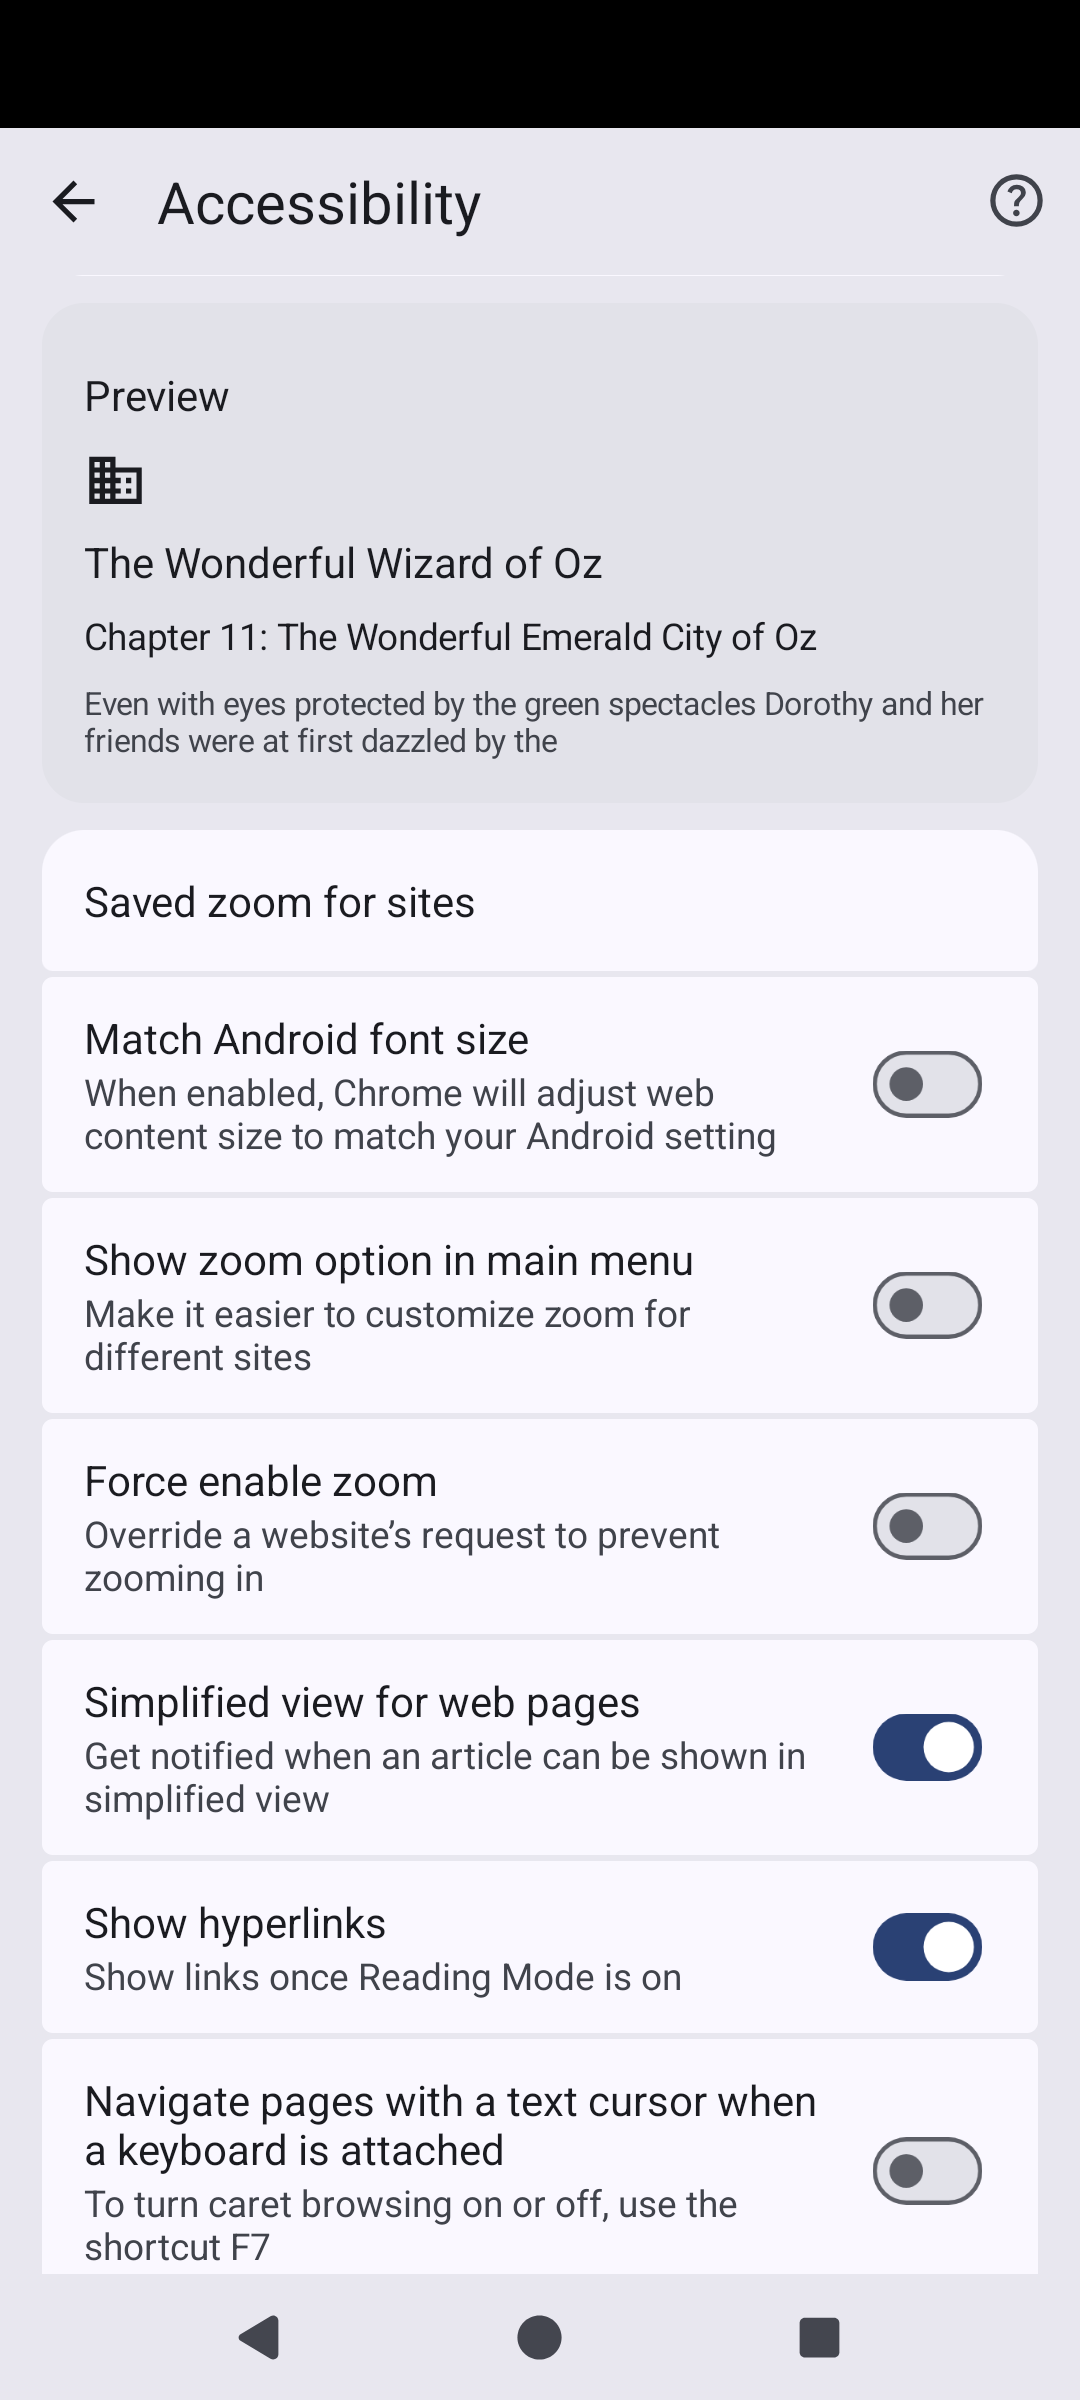 Accessibility
Preview
The Wonderful Wizard of Oz
Chapter 11: The Wonderful Emerald City of Oz
Even with eyes protected by the green spectacles Dorothy and her
friends were at first dazzled by the
Saved zoom for sites
Match Android font size
When enabled, Chrome will adjust web
content size to match your Android setting
Show zoom option in main menu
Make it easier to customize zoom for
different sites
Force enable zoom
Override a website’s request to prevent
zooming in
Simplified view for web pages
Get notified when an article can be shown in
simplified view
Show hyperlinks
Show links once Reading Mode is on
Navigate pages with a text cursor when
a keyboard is attached
To turn caret browsing on or off, use the
shortcut F7